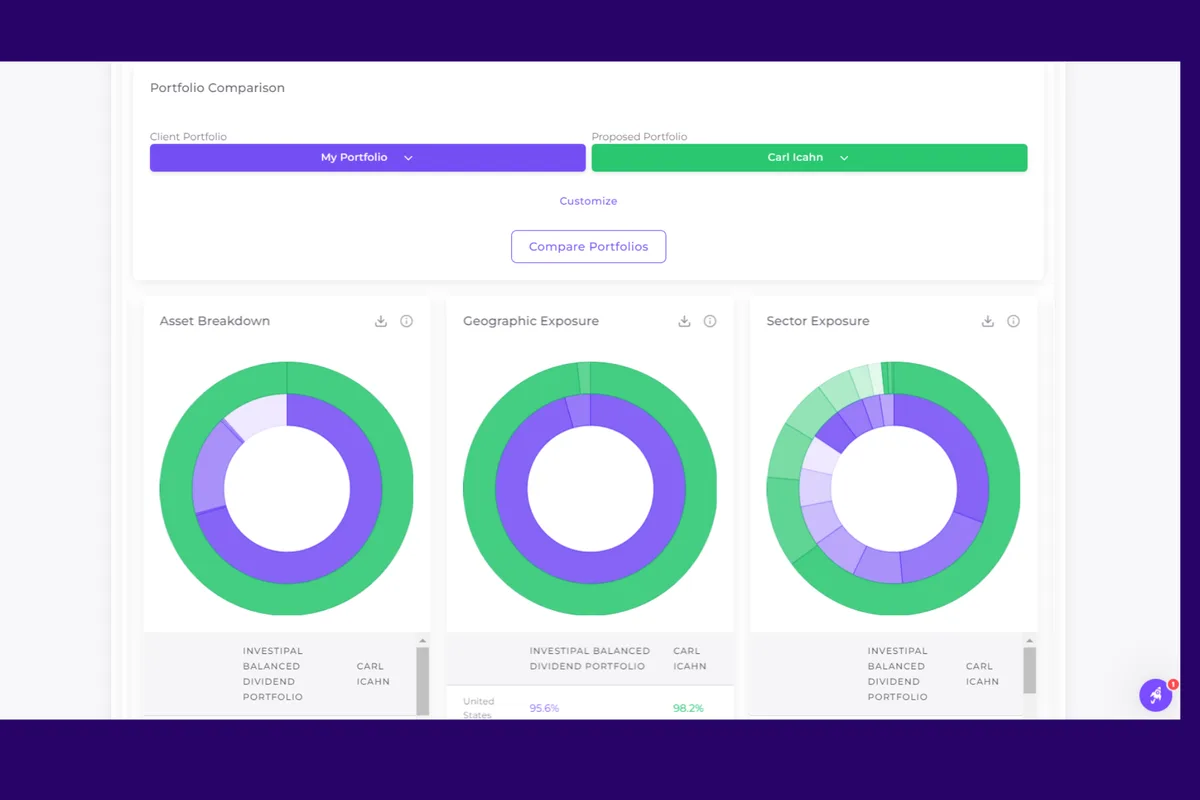 Portfolio Comparison
Client Portfolio
Proposed Portfolio
My Portfolio
Carl Icahn
Customize
Compare Portfolios
Asset Breakdown
Geographic Exposure
Sector Exposure
INVESTIPAL
BALANCED
DIVIDEND
PORTFOLIO
CARL
ICAHN
INVESTIPAL BALANCED
DIVIDEND PORTFOLIO
CARL
ICAHN
INVESTIPAL
BALANCED
DIVIDEND
PORTFOLIO
CARL
ICAHN
United
States
95.6%
98.2%
1